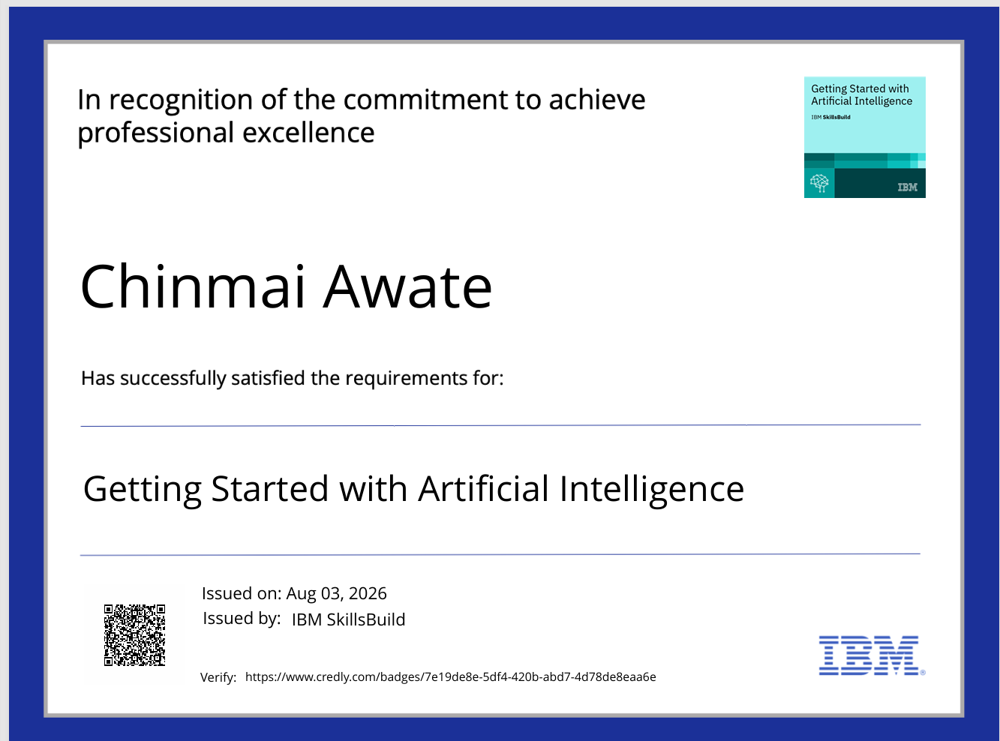 In recognition of the commitment to achieve
professional excellence
Getting Started with
Artificial Intelligence
IBM SkillsBuild
IBM
Chinmai Awate
Has successfully satisfied the requirements for:
Getting Started with Artificial Intelligence
Issued on: Aug 03, 2026
Issued by: IBM SkillsBuild
Verify: https://www.credly.com/badges/7e19de8e-5df4-420b-abd7-4d78de8eaa6e
IBM®